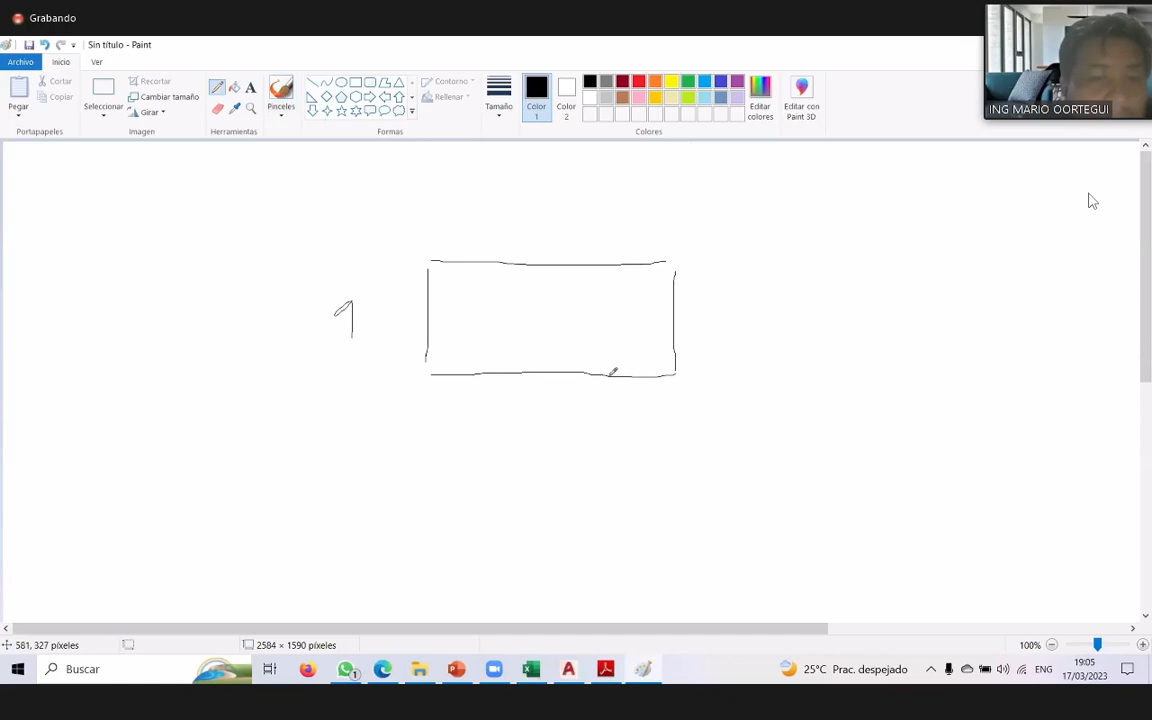 Grabando
Sin título - Paint
Archivo Inicio Ver
Pegar
Cortar
Copiar
Portapapeles
Seleccionar
Recortar
Cambiar tamaño
Girar
Imagen
A
Herramientas
Pinceles
Contorno
Rellenar
Formas
Tamaño
Color 1
Color 2
Editar colores
Colores
Editar con Paint 3D
ING MARIO OORTEGUI
1
581, 327 píxeles
2584 × 1590 píxeles
100%
Buscar
1
25°C Prac. despejado
ENG
19:05
17/03/2023